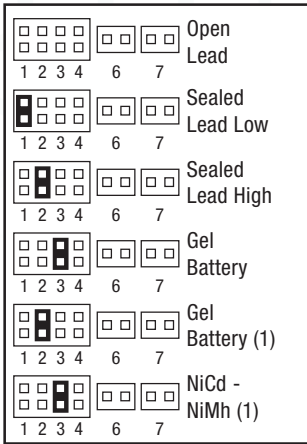 Open
Lead
1 2 3 4 6 7
Sealed
Lead Low
1 2 3 4 6 7
Sealed
Lead High
1 2 3 4 6 7
Gel
Battery
1 2 3 4 6 7
Gel
Battery (1)
1 2 3 4 6 7
NiCd -
NiMh (1)
1 2 3 4 6 7